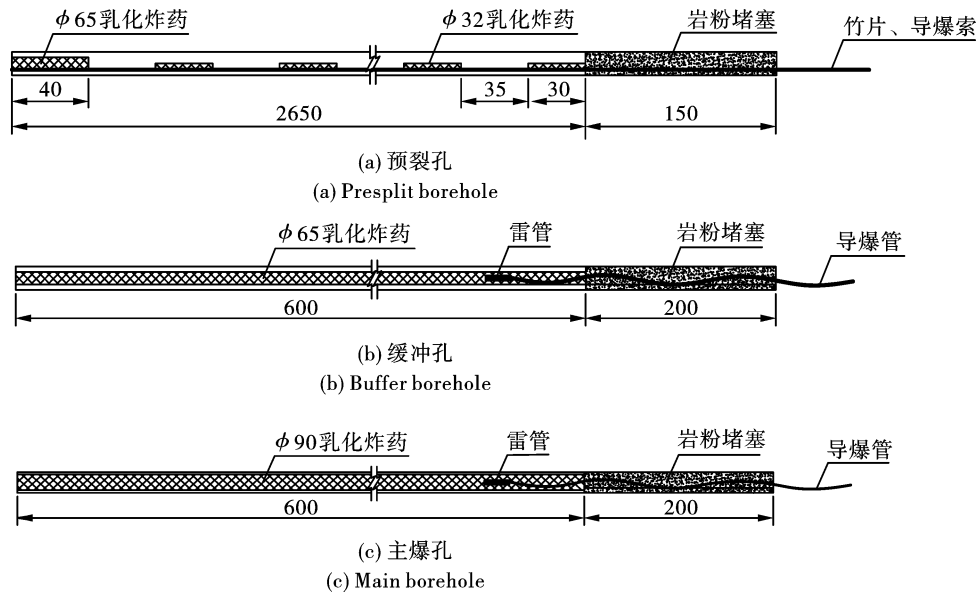 ϕ65乳化炸药
ϕ32乳化炸药
岩粉堵塞
竹片、导爆索
40
35
30
2650
150
(a) 预裂孔
(a) Presplit borehole
ϕ65乳化炸药
雷管
岩粉堵塞
导爆管
600
200
(b) 缓冲孔
(b) Buffer borehole
ϕ90乳化炸药
雷管
岩粉堵塞
导爆管
600
200
(c) 主爆孔
(c) Main borehole